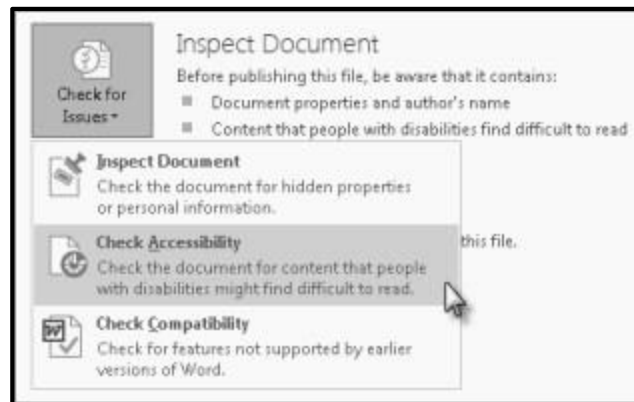 Inspect Document
Before publishing this file, be aware that it contains:
Document properties and author's name
Content that people with disabilities find difficult to read
Check for
Issues
Inspect Document
Check the document for hidden properties
or personal information.
Check Accessibility
Check the document for content that people
with disabilities might find difficult to read.
this file.
Check Compatibility
Check for features not supported by earlier
versions of Word.